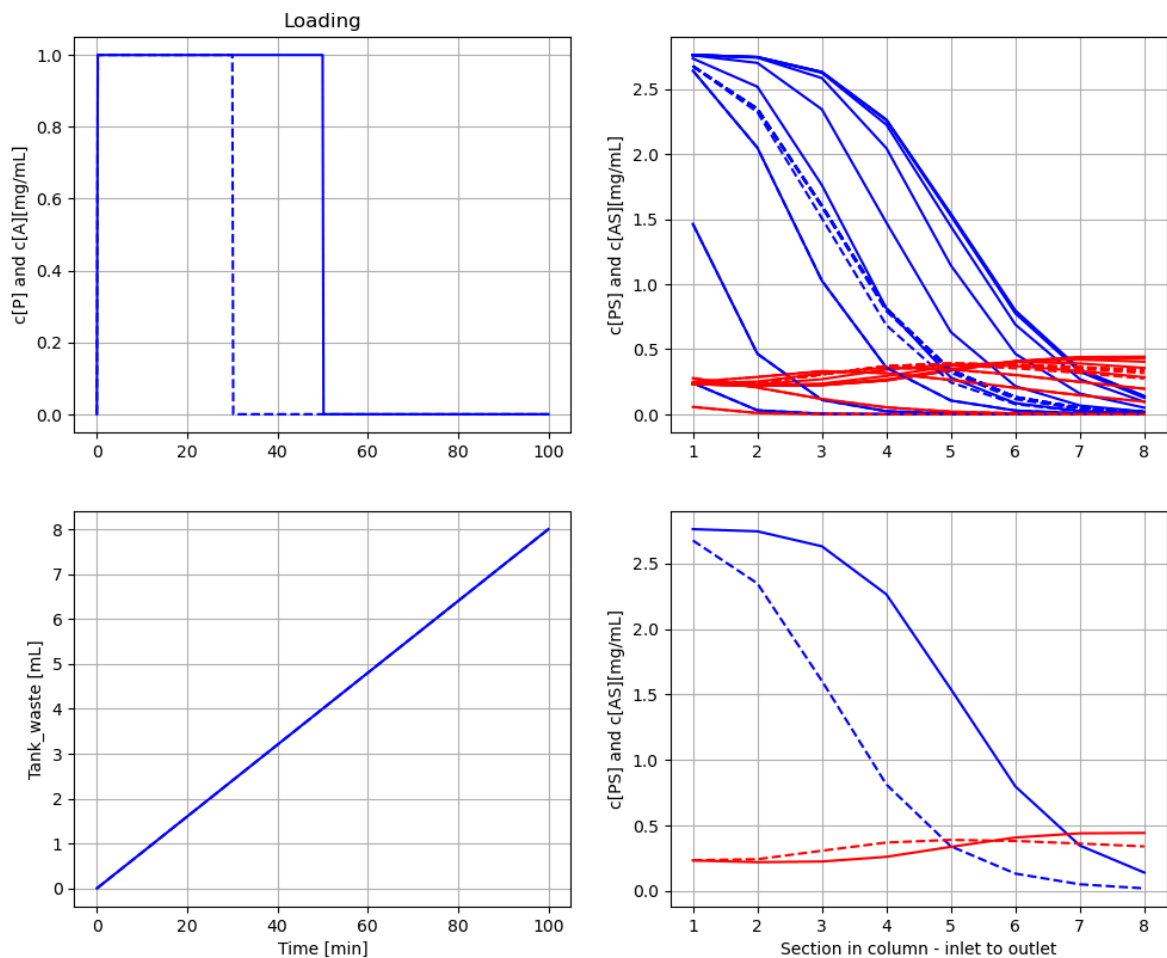 Loading
c[P] and c[A][mg/mL]
1.0
0.8
0.6
0.4
0.2
0.0
0 20 40 60 80 100
c[PS] and c[AS][mg/mL]
2.5
2.0
1.5
1.0
0.5
0.0
1 2 3 4 5 6 7 8
Tank_waste [mL]
8
7
6
5
4
3
2
1
0
0 20 40 60 80 100
Time [min]
c[PS] and c[AS][mg/mL]
2.5
2.0
1.5
1.0
0.5
0.0
1 2 3 4 5 6 7 8
Section in column - inlet to outlet